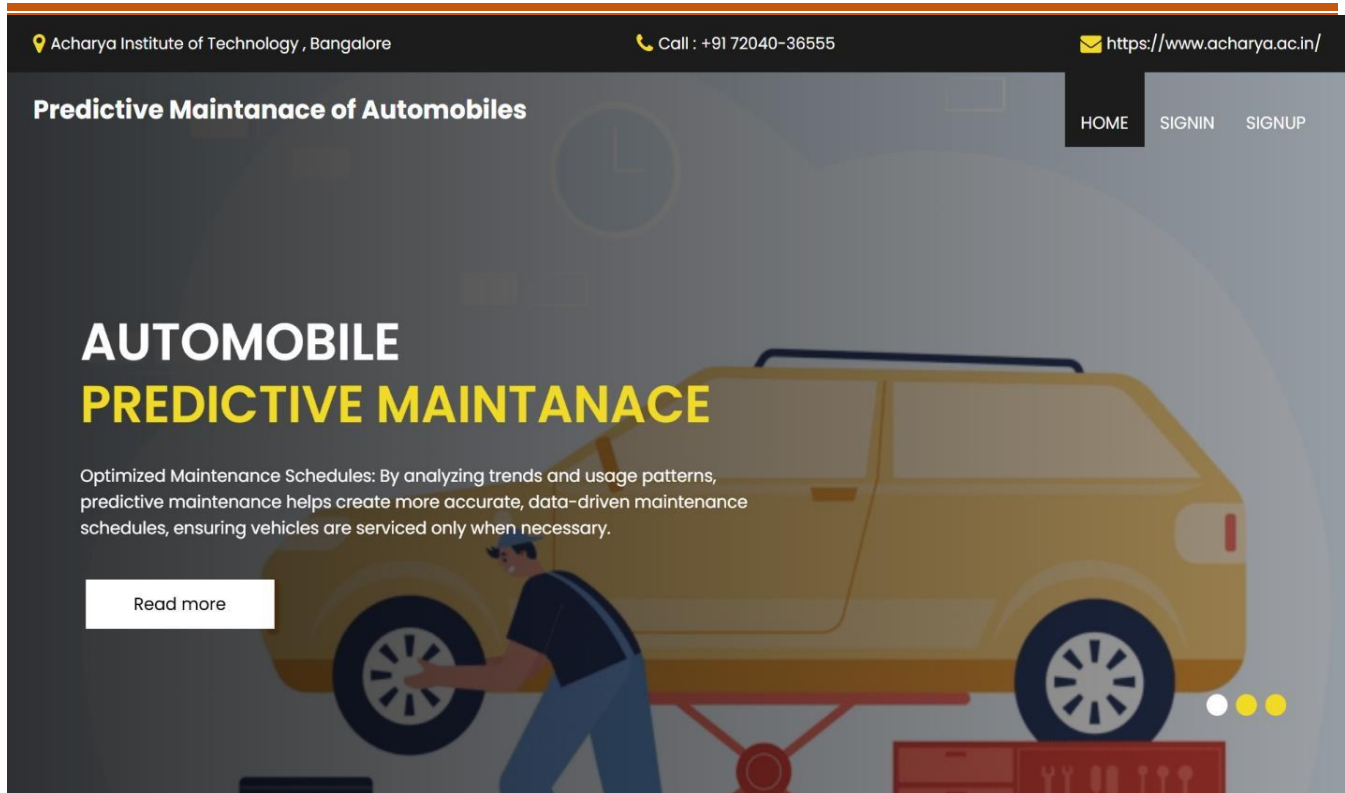 Acharya Institute of Technology , Bangalore
Call : +91 72040-36555
https://www.acharya.ac.in/
Predictive Maintanace of Automobiles
HOME SIGNIN SIGNUP
AUTOMOBILE
PREDICTIVE MAINTANACE
Optimized Maintenance Schedules: By analyzing trends and usage patterns,
predictive maintenance helps create more accurate, data-driven maintenance
schedules, ensuring vehicles are serviced only when necessary.
Read more